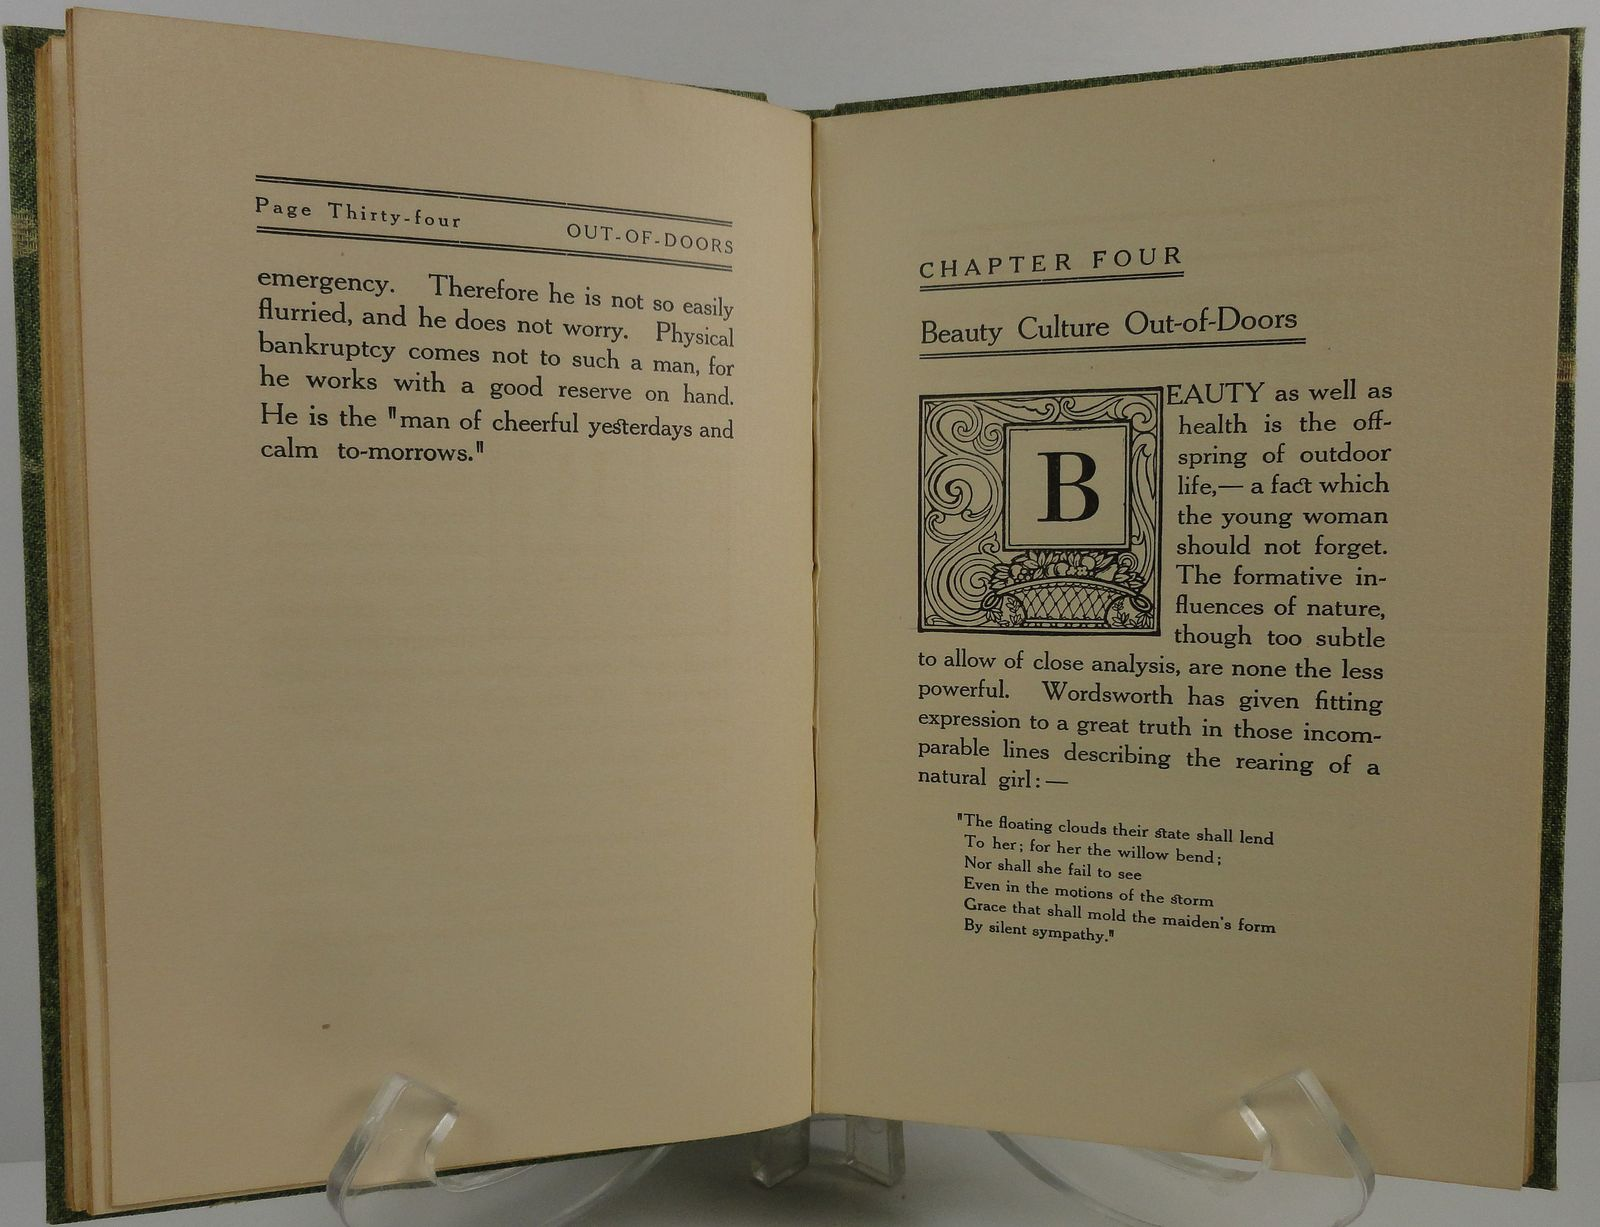 Page Thirty-four OUT-OF-DOORS
emergency. Therefore he is not so easily
flurried, and he does not worry. Physical
bankruptcy comes not to such a man, for
he works with a good reserve on hand.
He is the "man of cheerful yesterdays and
calm to-morrows."
CHAPTER FOUR
Beauty Culture Out-of-Doors
BEAUTY as well as
health is the off-
spring of outdoor
life,— a fact which
the young woman
should not forget.
The formative in-
fluences of nature,
though too subtle
to allow of close analysis, are none the less
powerful. Wordsworth has given fitting
expression to a great truth in those incom-
parable lines describing the rearing of a
natural girl: —
"The floating clouds their state shall lend
To her; for her the willow bend;
Nor shall she fail to see
Even in the motions of the storm
Grace that shall mold the maiden's form
By silent sympathy."